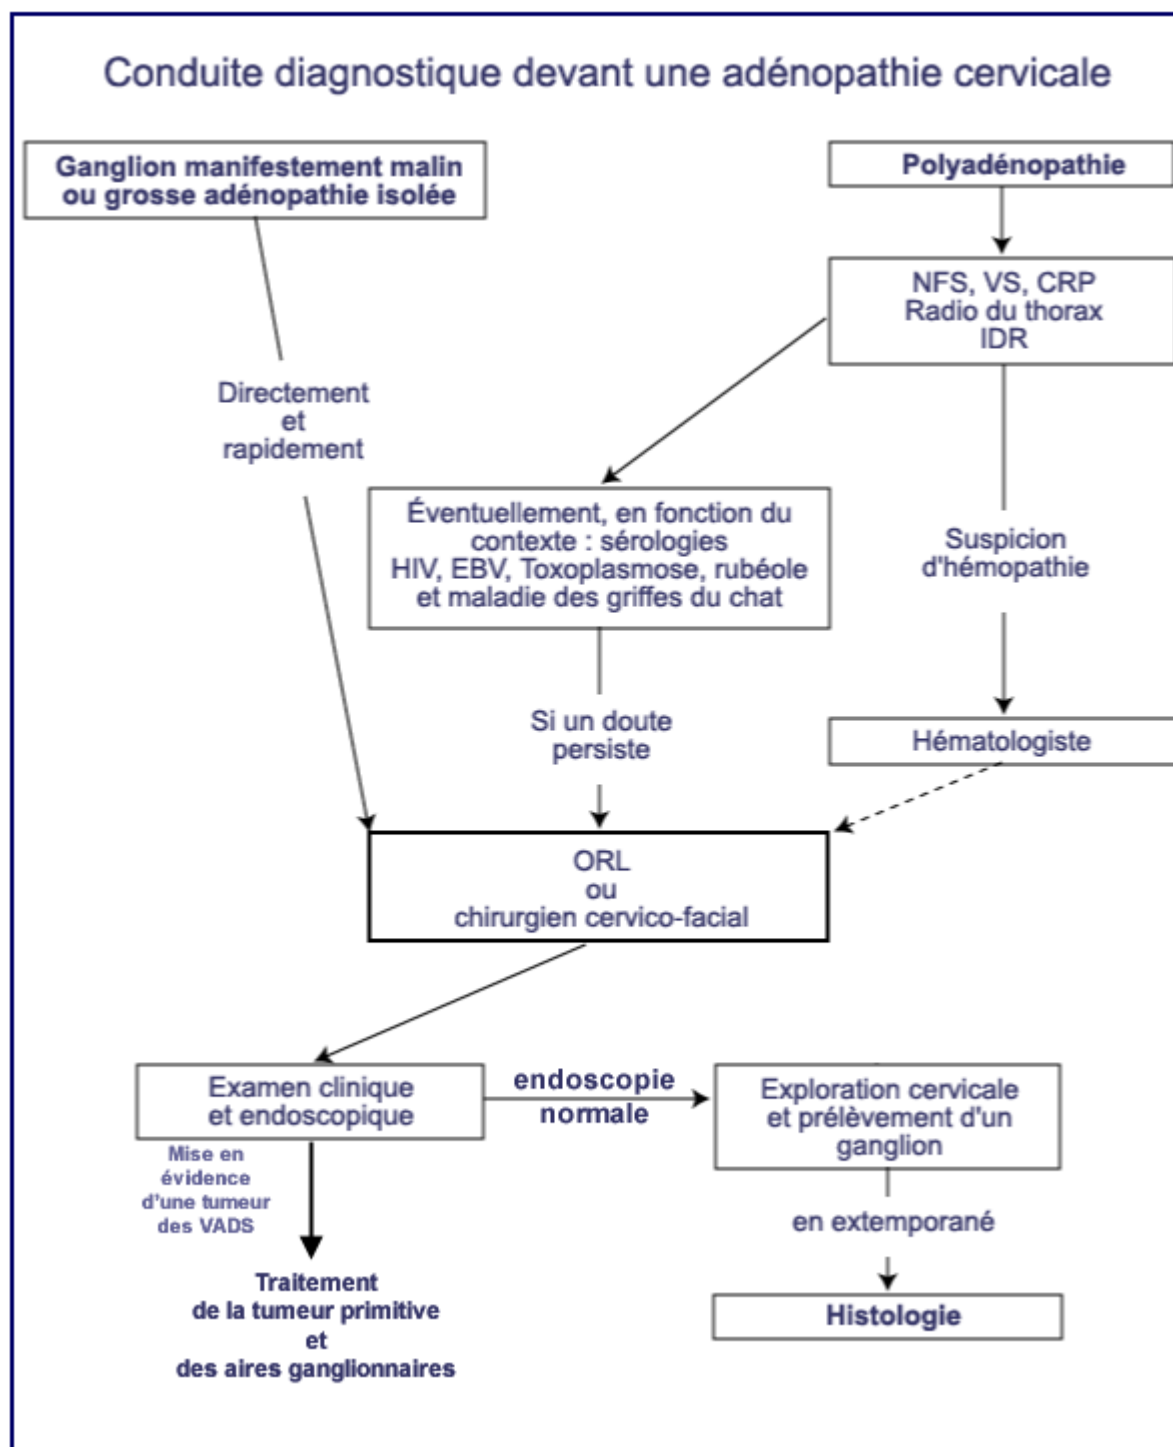 Conduite diagnostique devant une adénopathie cervicale
Ganglion manifestement malin
ou grosse adénopathie isolée
Polyadénopathie
NFS, VS, CRP
Radio du thorax
IDR
Directement
et
rapidement
Éventuellement, en fonction du
contexte : sérologies
HIV, EBV, Toxoplasmose, rubéole
et maladie des griffes du chat
Suspicion
d'hémopathie
Si un doute
persiste
Hématologiste
ORL
ou
chirurgien cervico-facial
Examen clinique
et endoscopique
endoscopie
normale
Exploration cervicale
et prélèvement d'un
ganglion
Mise en
évidence
d'une tumeur
des VADS
en extemporané
Traitement
de la tumeur primitive
et
des aires ganglionnaires
Histologie